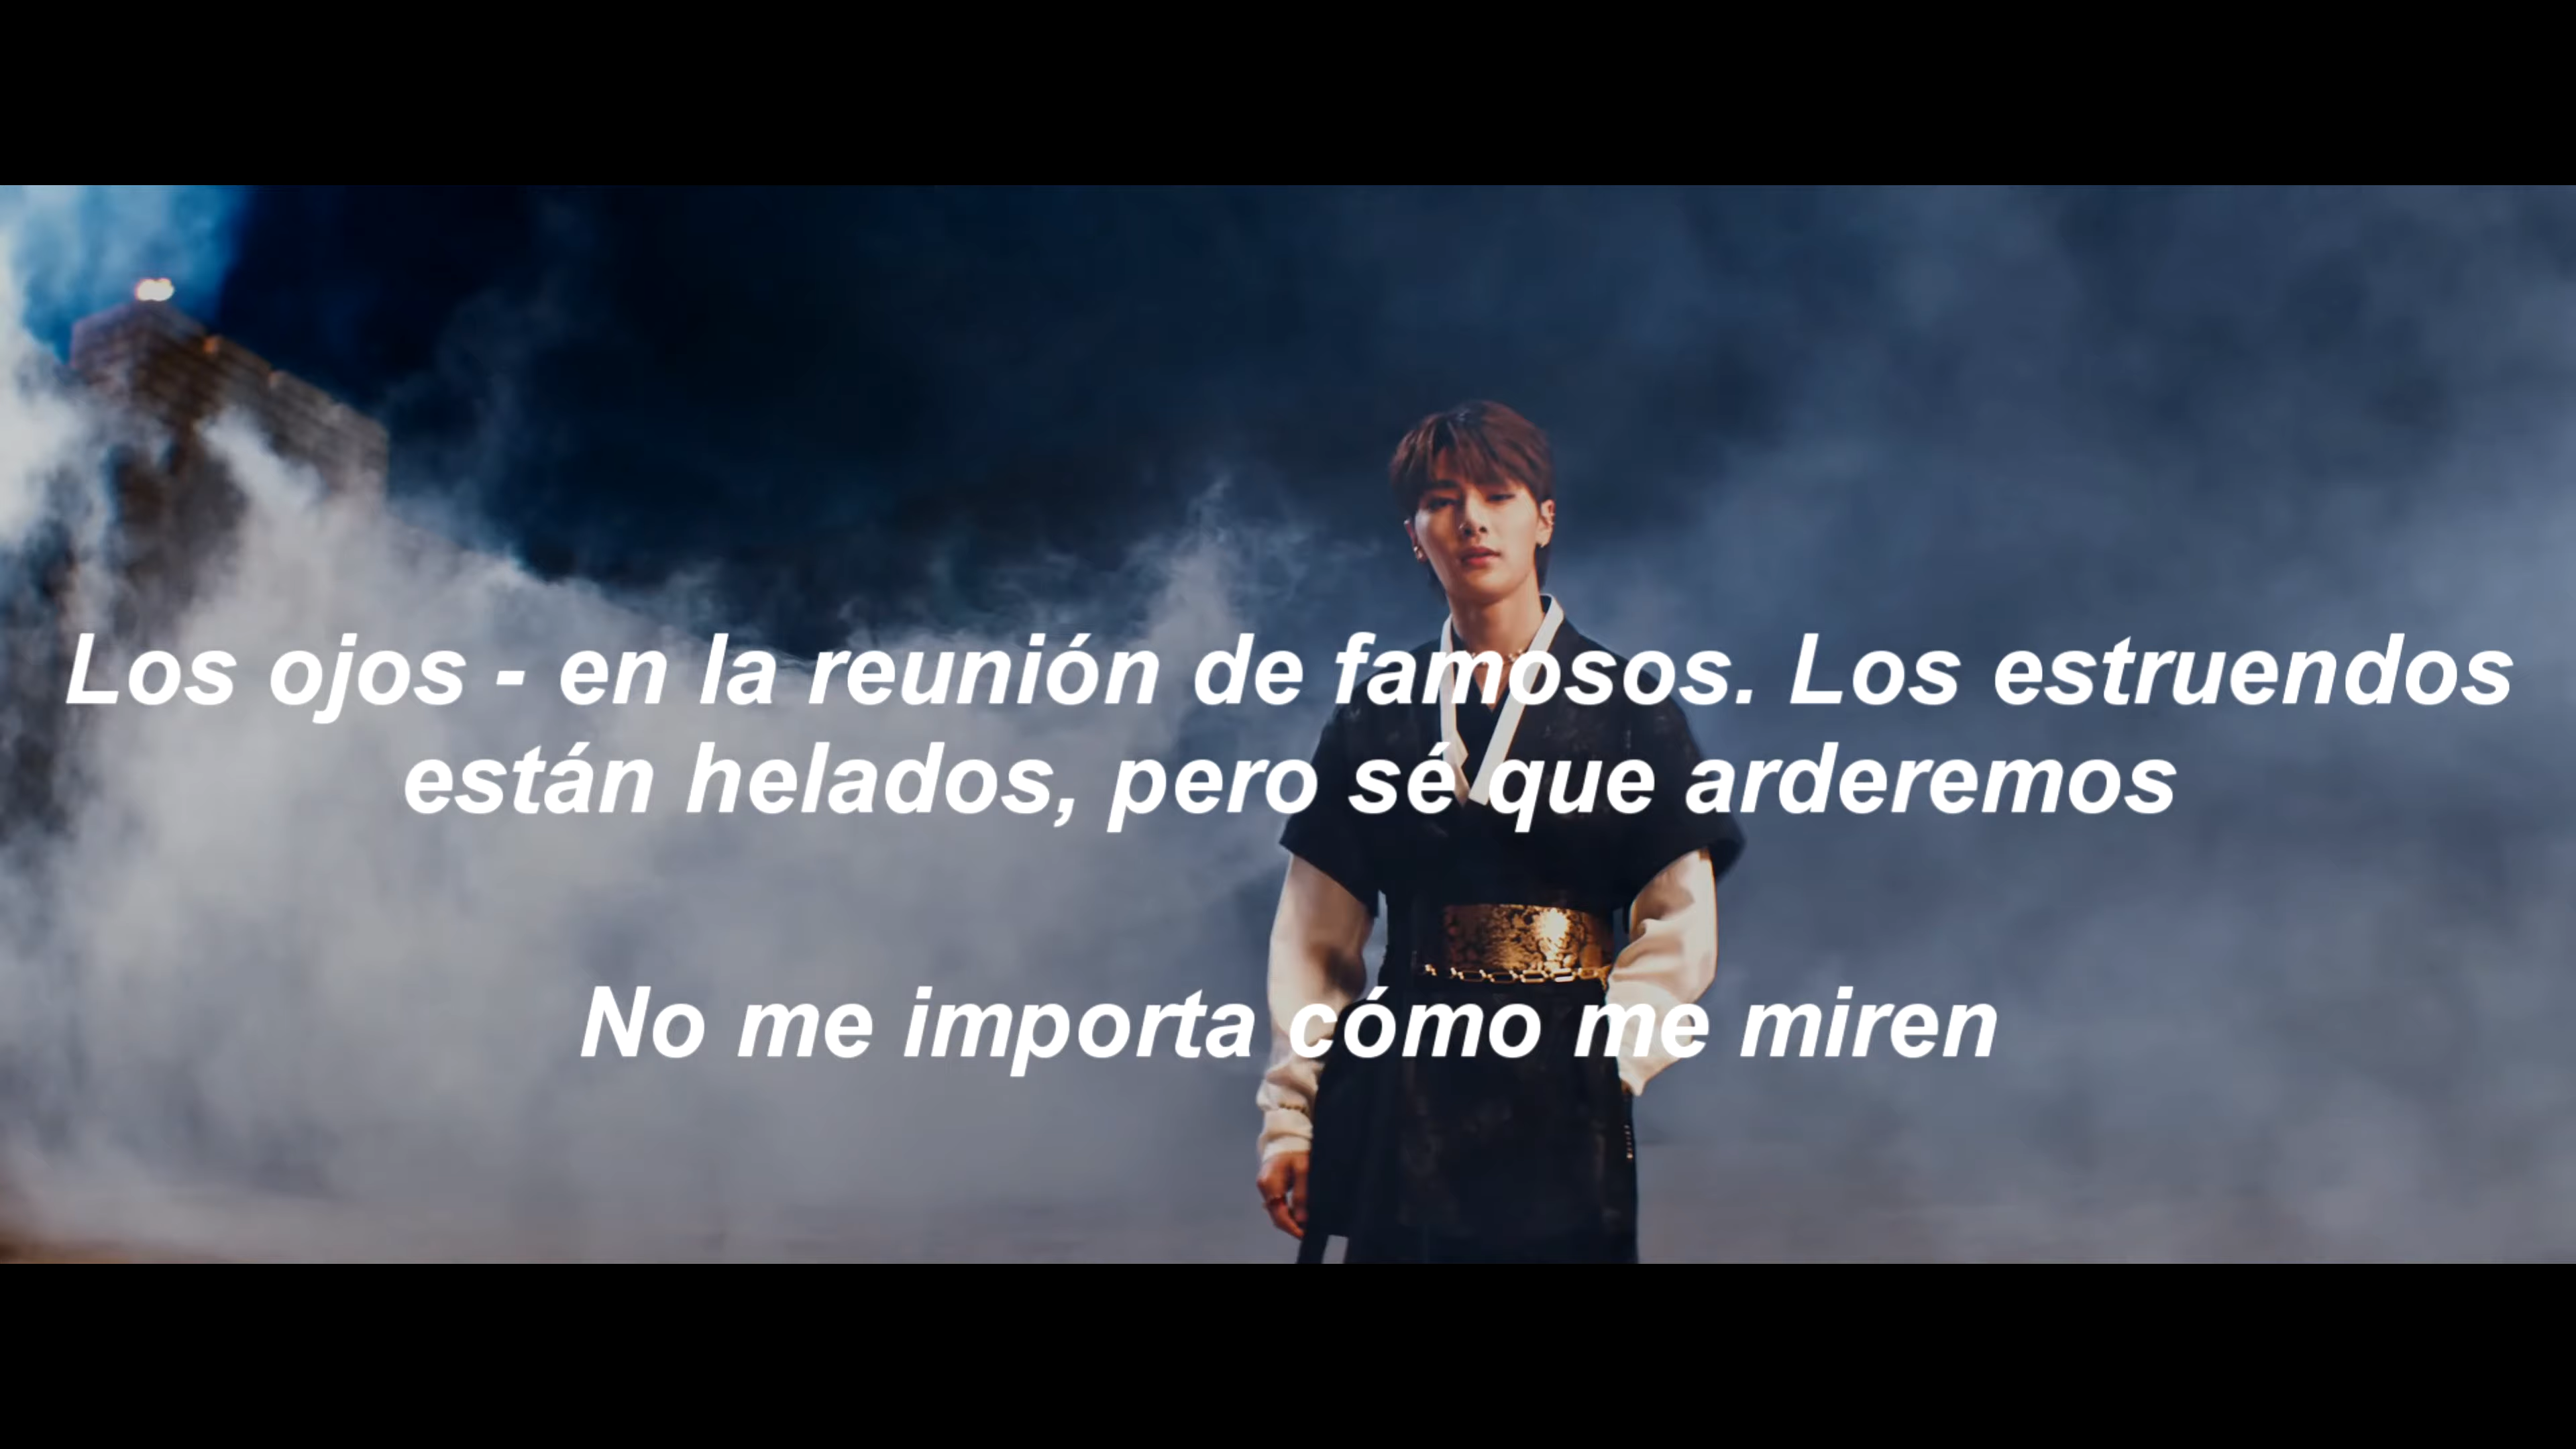 Los ojos - en la reunión de famosos. Los estruendos
están helados, pero sé que arderemos
No me importa cómo me miren